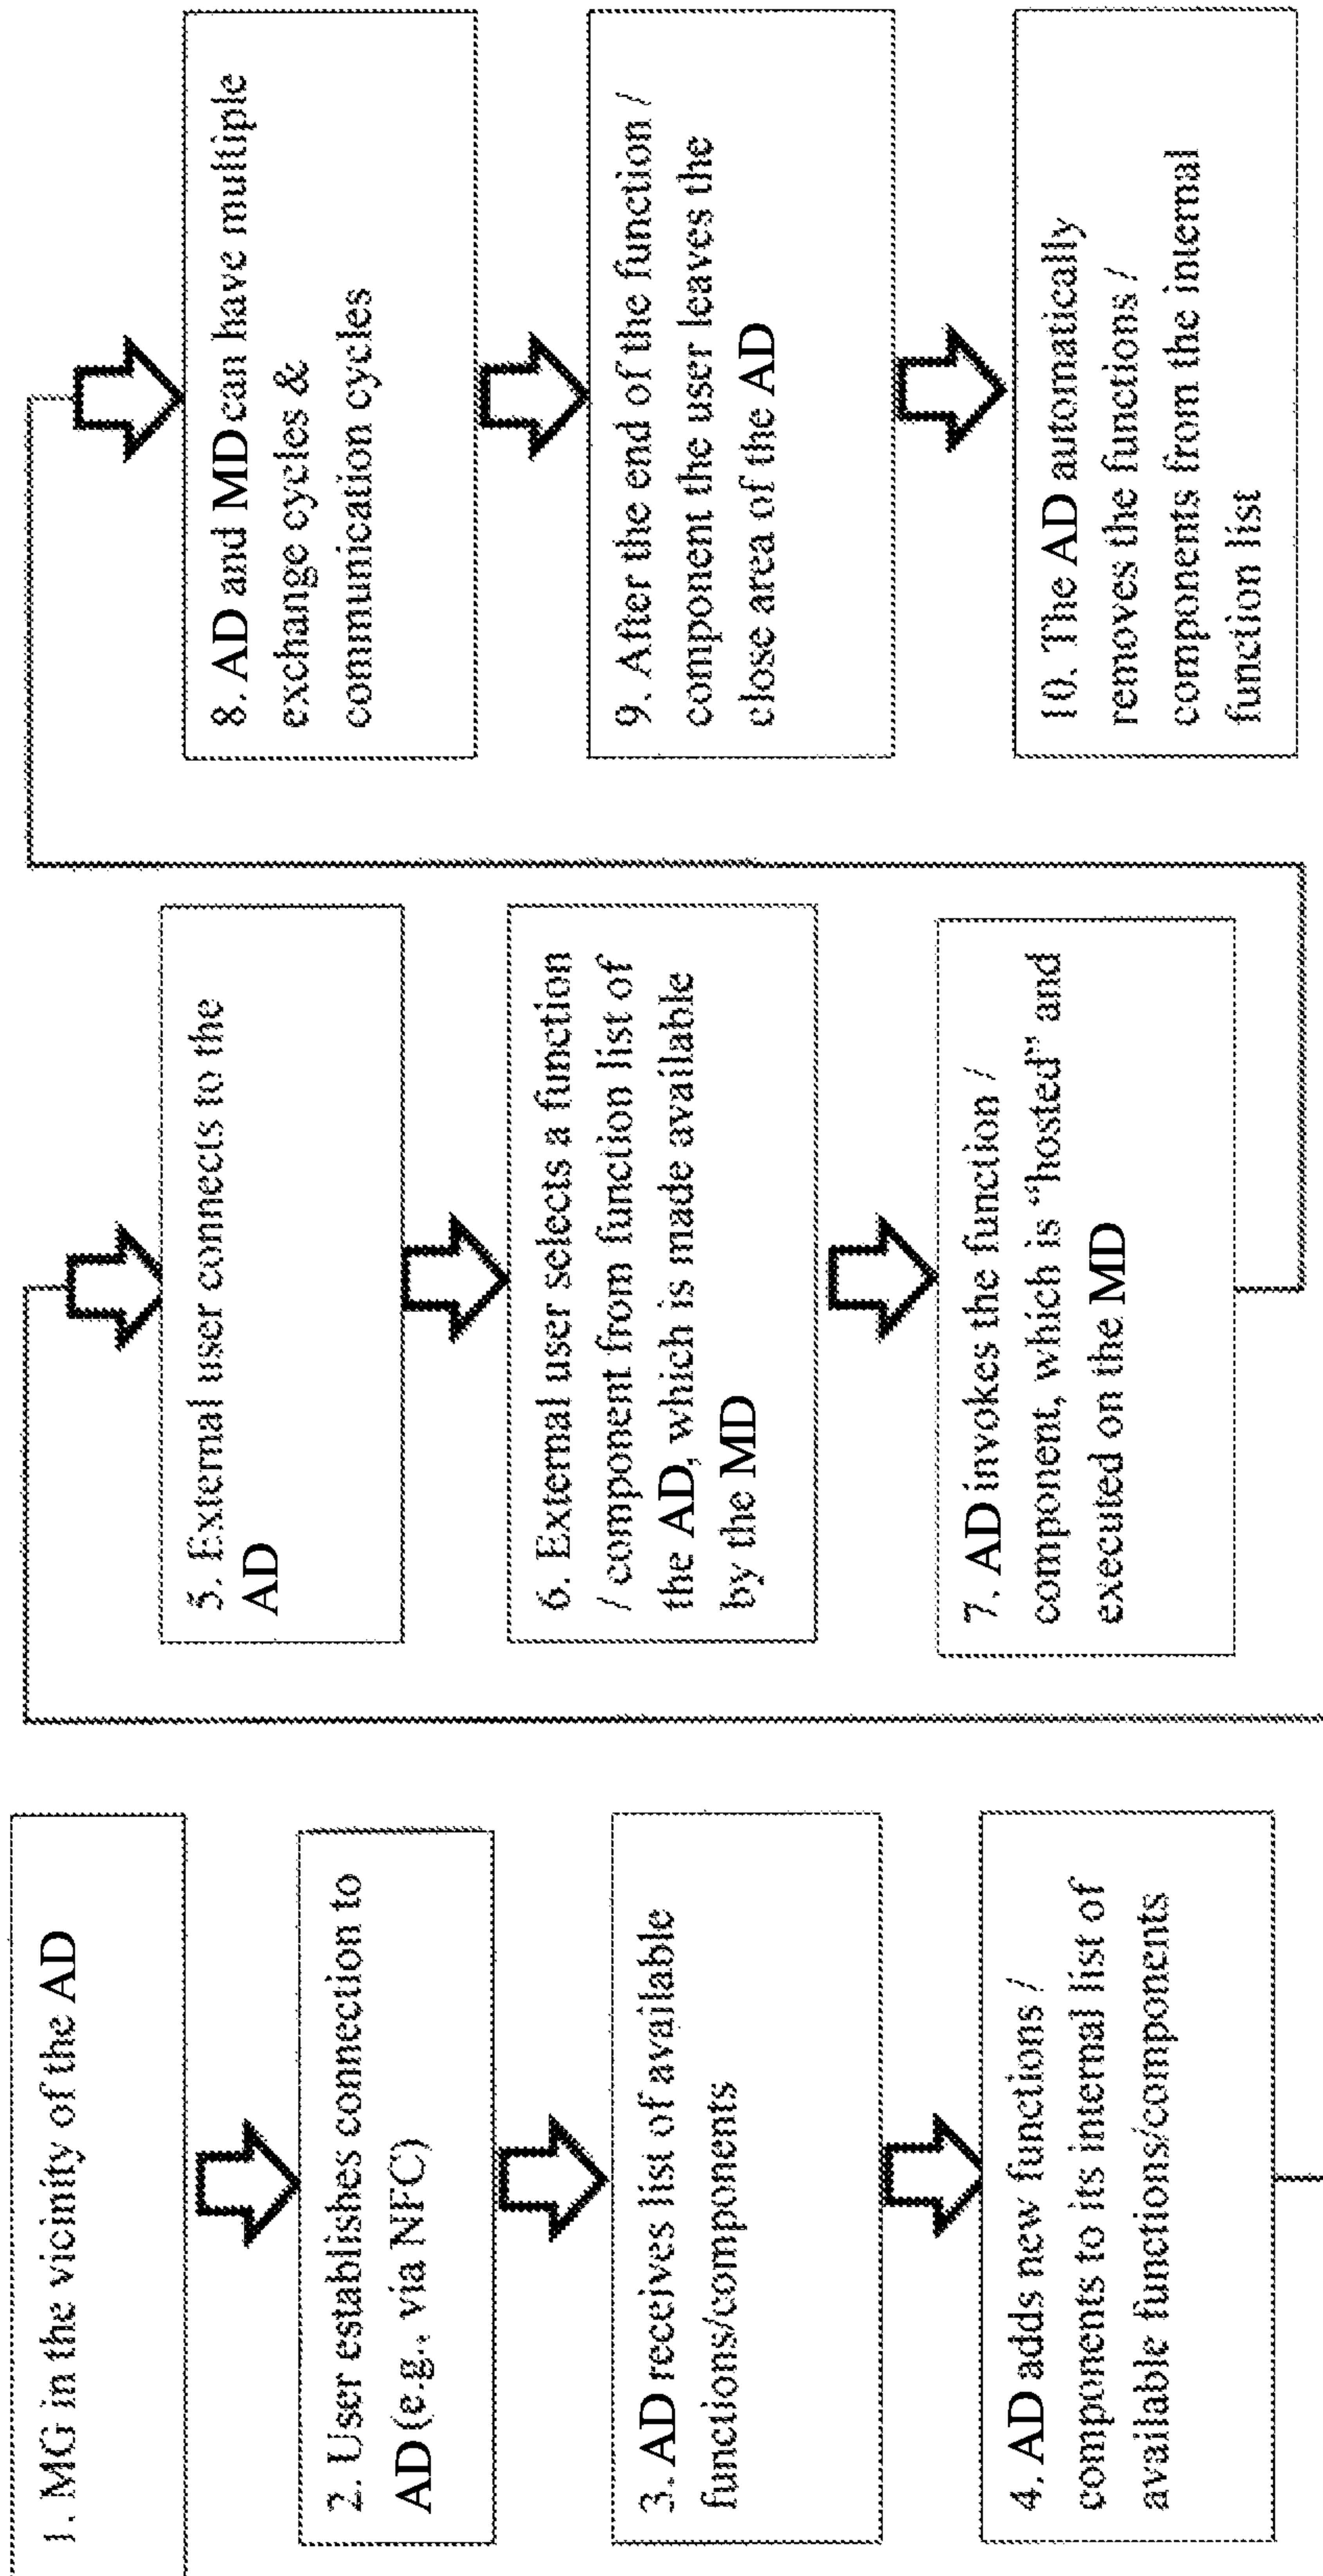 1. MG in the vicinity of the AD
2. User establishes connection to
AD (e.g., via NFC)
3. AD receives list of available
functions/components
4. AD adds new functions /
components to its internal list of
available functions/components
5. External user connects to the
AD
6. External user selects a function
/ component from function list of
the AD, which is made available
by the MD
7. AD invokes the function /
component, which is “hosted” and
executed on the MD
8. AD and MD can have multiple
exchange cycles &
communication cycles
9. After the end of the function /
component the user leaves the
close area of the AD
10. The AD automatically
removes the functions /
components from the internal
function list